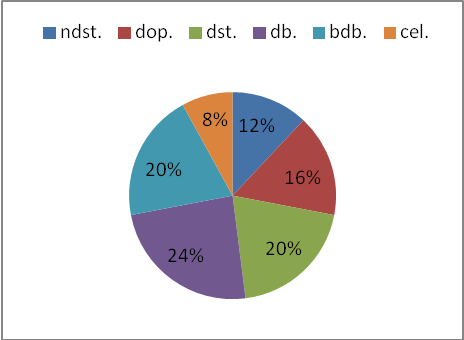 ndst. dop. dst. db. bdb. cel.
8% 12%
20% 16%
24% 20%